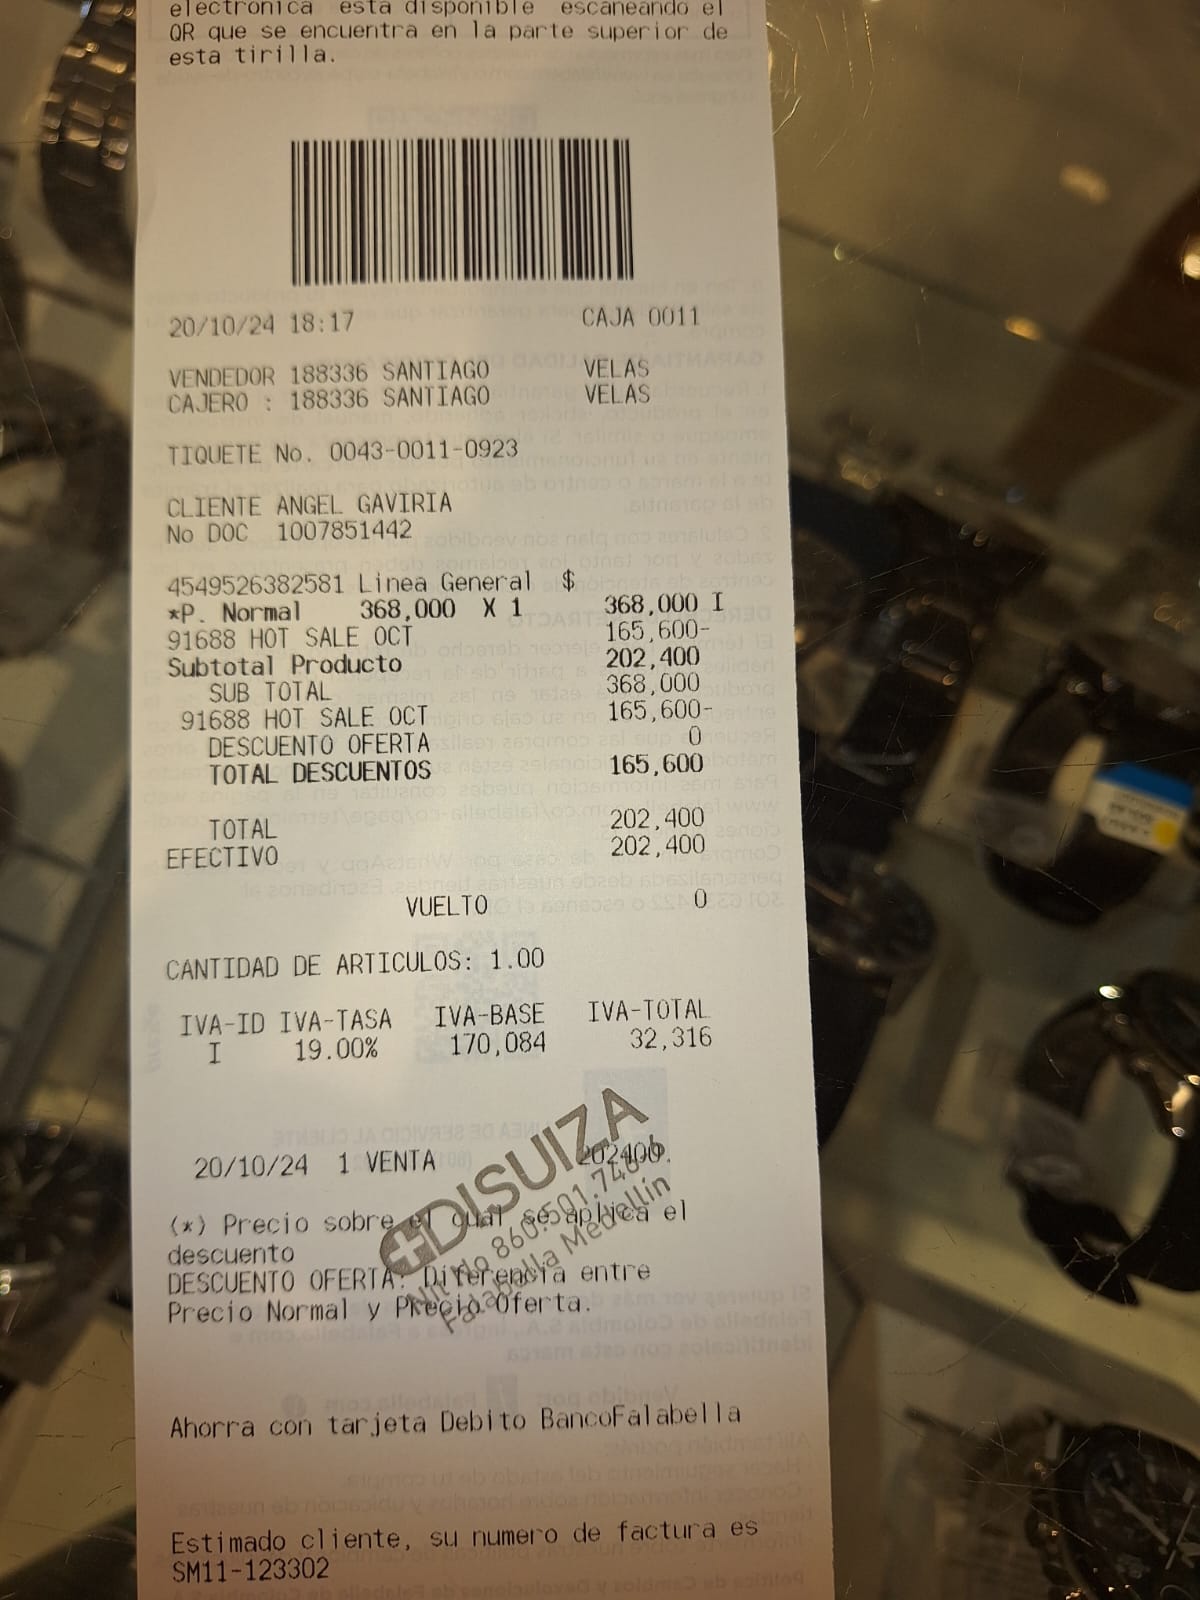 electronica esta disponible escaneando el
QR que se encuentra en la parte superior de
esta tirilla.
20/10/24 18:17 CAJA 0011
VENDEDOR 188336 SANTIAGO VELAS
CAJERO : 188336 SANTIAGO VELAS
TIQUETE No. 0043-0011-0923
CLIENTE ANGEL GAVIRIA
No DOC 1007851442
4549526382581 Linea General $
*P. Normal 368,000 X 1 368,000 I
91688 HOT SALE OCT 165,600-
Subtotal Producto 202,400
SUB TOTAL 368,000
91688 HOT SALE OCT 165,600-
DESCUENTO OFERTA 0
TOTAL DESCUENTOS 165,600
TOTAL 202,400
EFECTIVO 202,400
VUELTO 0
CANTIDAD DE ARTICULOS: 1.00
IVA-ID IVA-TASA IVA-BASE IVA-TOTAL
I 19.00% 170,084 32,316
20/10/24 1 VENTA 202400.
DISUIZA
Nit No 860.501.
Falabella Medellín
(*) Precio sobre el cual se aplica el
descuento
DESCUENTO OFERTA: Diferencia entre
Precio Normal y Precio Oferta.
Ahorra con tarjeta Debito BancoFalabella
Estimado cliente, su numero de factura es
SM11-123302